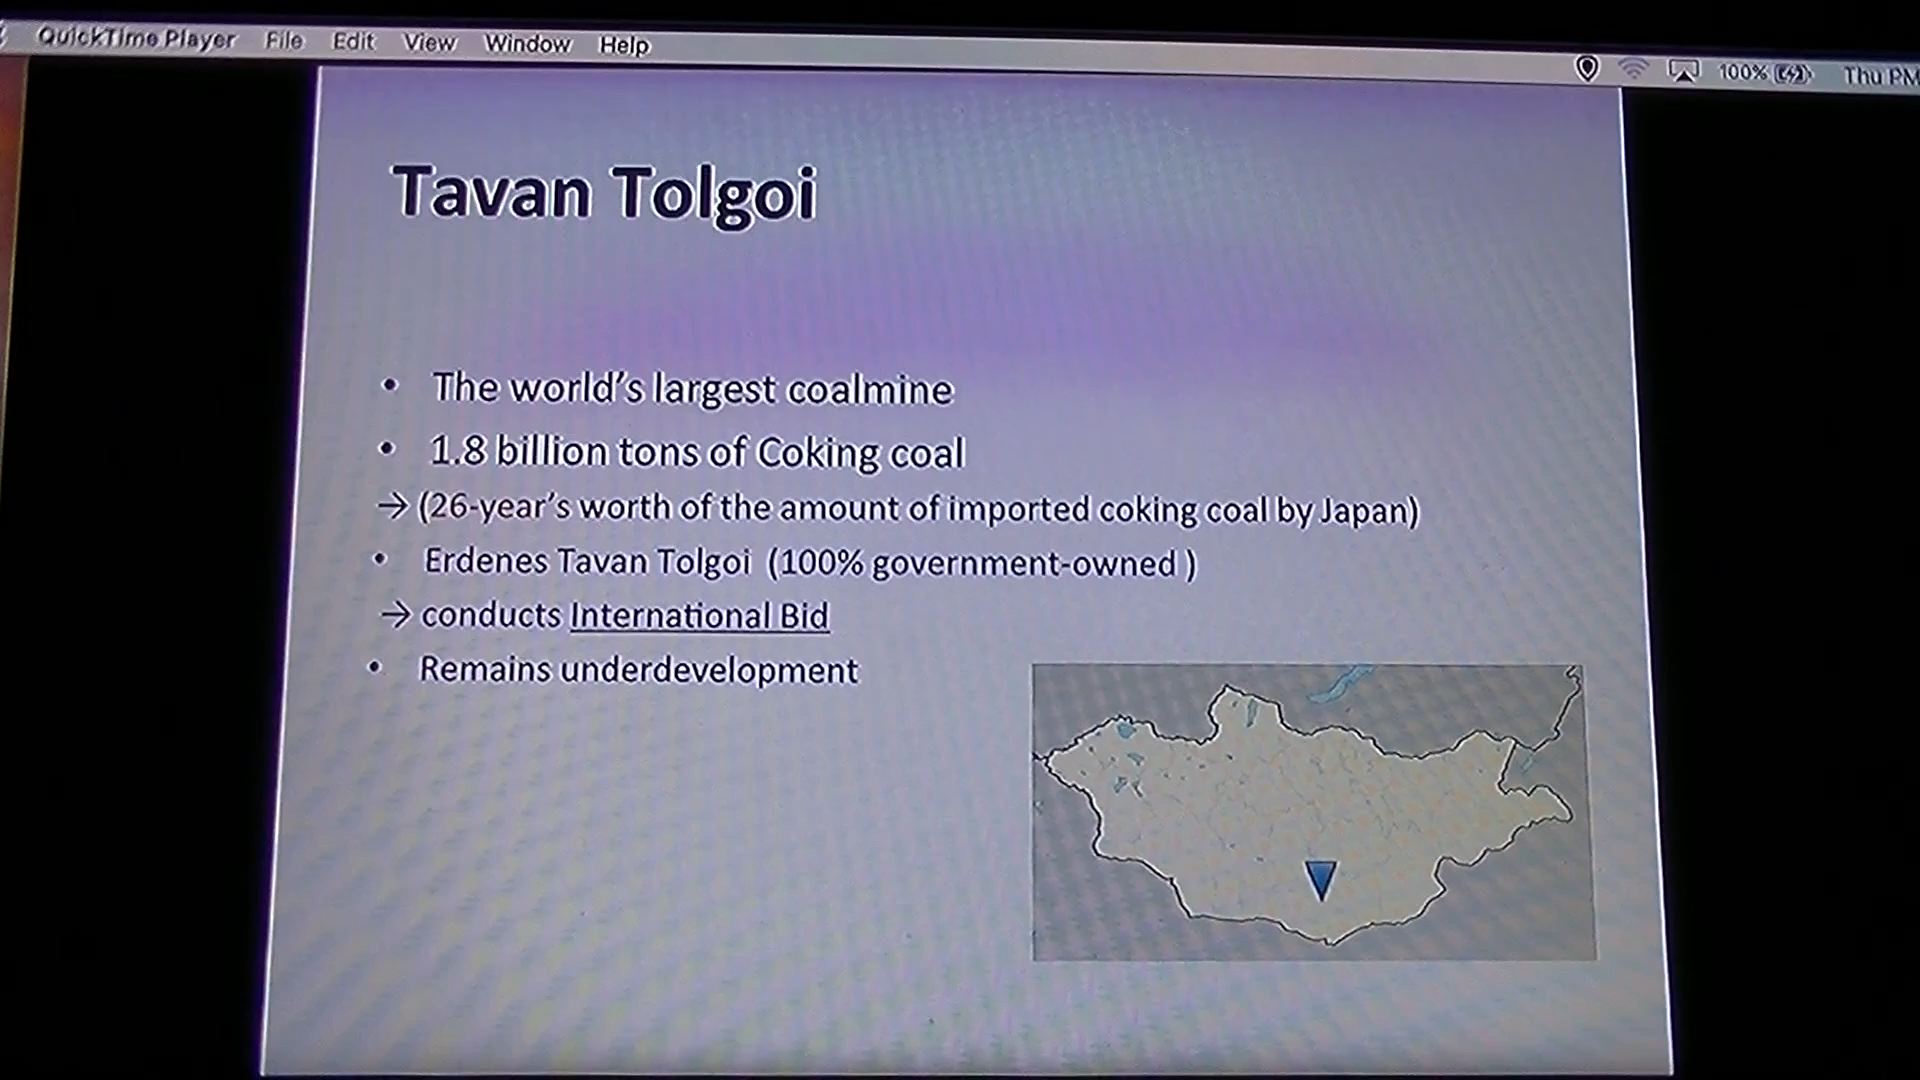 QuickTime Player File Edit View Window Help
100% Thu PM
Tavan Tolgoi
• The world's largest coalmine
• 1.8 billion tons of Coking coal
→ (26-year's worth of the amount of imported coking coal by Japan)
• Erdenes Tavan Tolgoi (100% government-owned )
→ conducts International Bid
• Remains underdevelopment